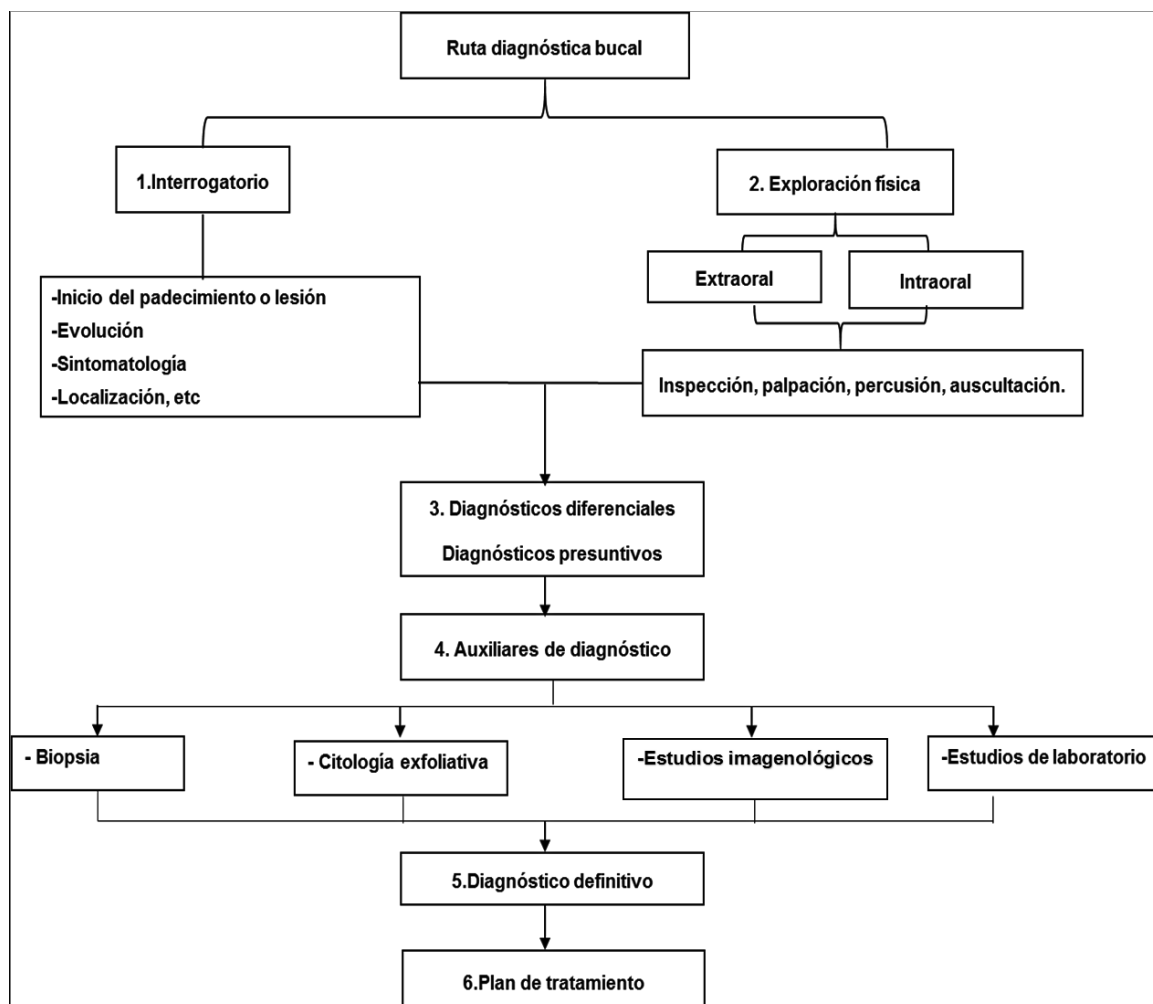 Ruta diagnóstica bucal
1.Interrogatorio
2. Exploración física
Extraoral
Intraoral
-Inicio del padecimiento o lesión
-Evolución
-Sintomatología
-Localización, etc
Inspección, palpación, percusión, auscultación.
3. Diagnósticos diferenciales
Diagnósticos presuntivos
4. Auxiliares de diagnóstico
- Biopsia
- Citología exfoliativa
-Estudios imagenológicos
-Estudios de laboratorio
5.Diagnóstico definitivo
6.Plan de tratamiento